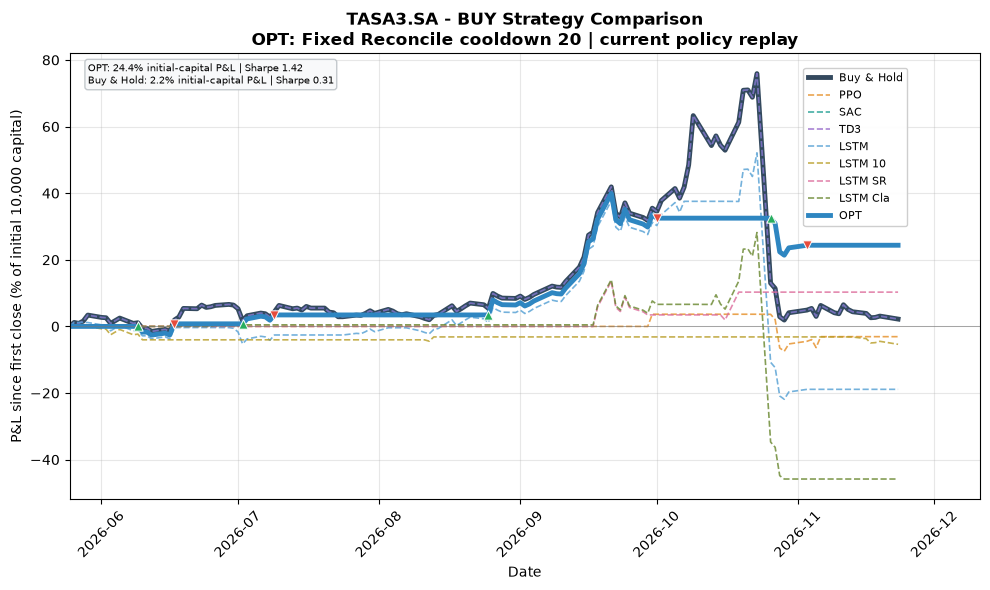 TASA3.SA - BUY Strategy Comparison
OPT: Fixed Reconcile cooldown 20 | current policy replay
OPT: 24.4% initial-capital P&L | Sharpe 1.42
Buy & Hold: 2.2% initial-capital P&L | Sharpe 0.31
Buy & Hold
PPO
SAC
TD3
LSTM
LSTM 10
LSTM SR
LSTM Cla
OPT
P&L since first close (% of initial 10,000 capital)
80
60
40
20
0
−20
−40
2026-06
2026-07
2026-08
2026-09
2026-10
2026-11
2026-12
Date